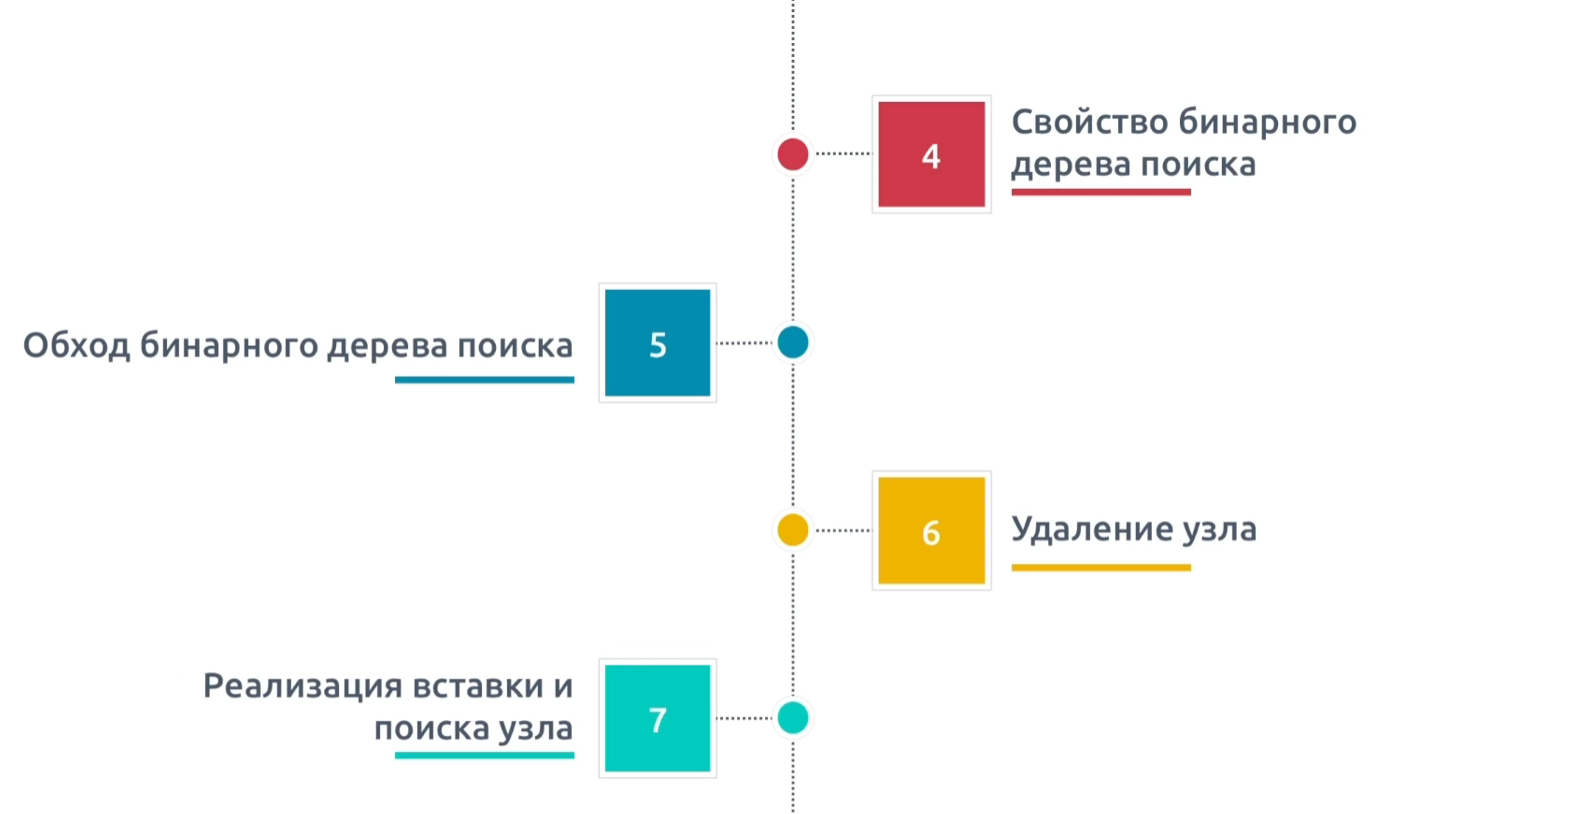 4
Свойство бинарного
дерева поиска
Обход бинарного дерева поиска
5
6
Удаление узла
Реализация вставки и
поиска узла
7